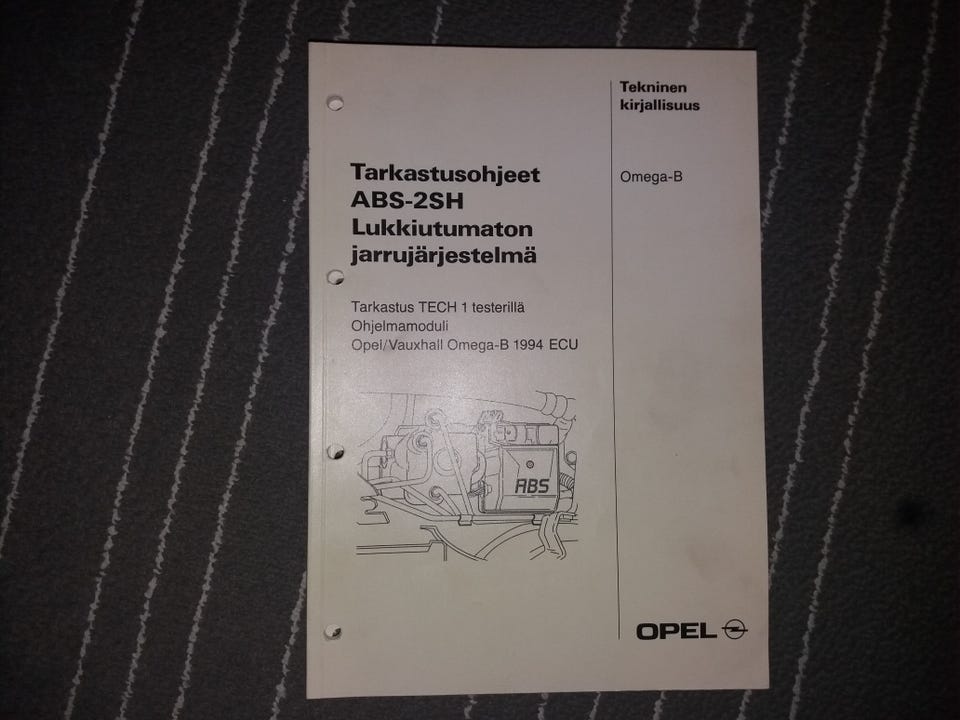 Tekninen
kirjallisuus
Omega-B
Tarkastusohjeet
ABS-2SH
Lukkiutumaton
jarrujärjestelmä
Tarkastus TECH 1 testerillä
Ohjelmamoduli
Opel/Vauxhall Omega-B 1994 ECU
ABS
OPEL